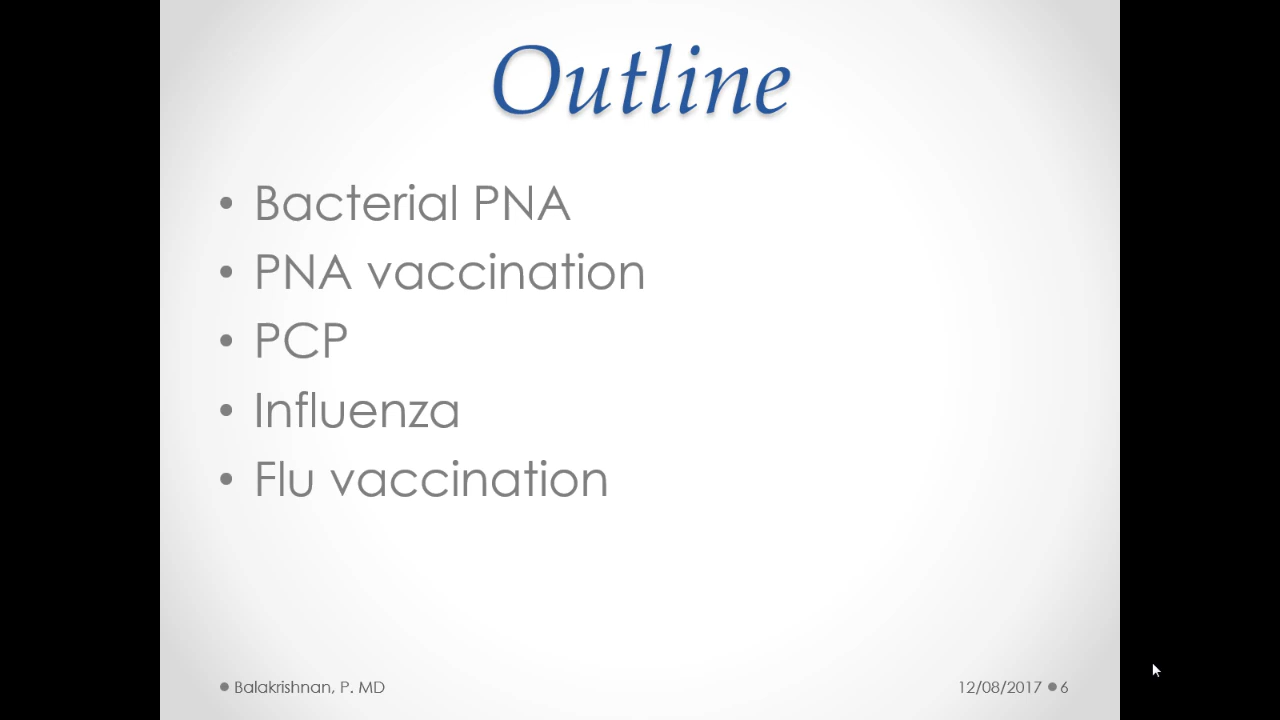 Outline
• Bacterial PNA
• PNA vaccination
• PCP
• Influenza
• Flu vaccination
• Balakrishnan, P. MD
12/08/2017 • 6